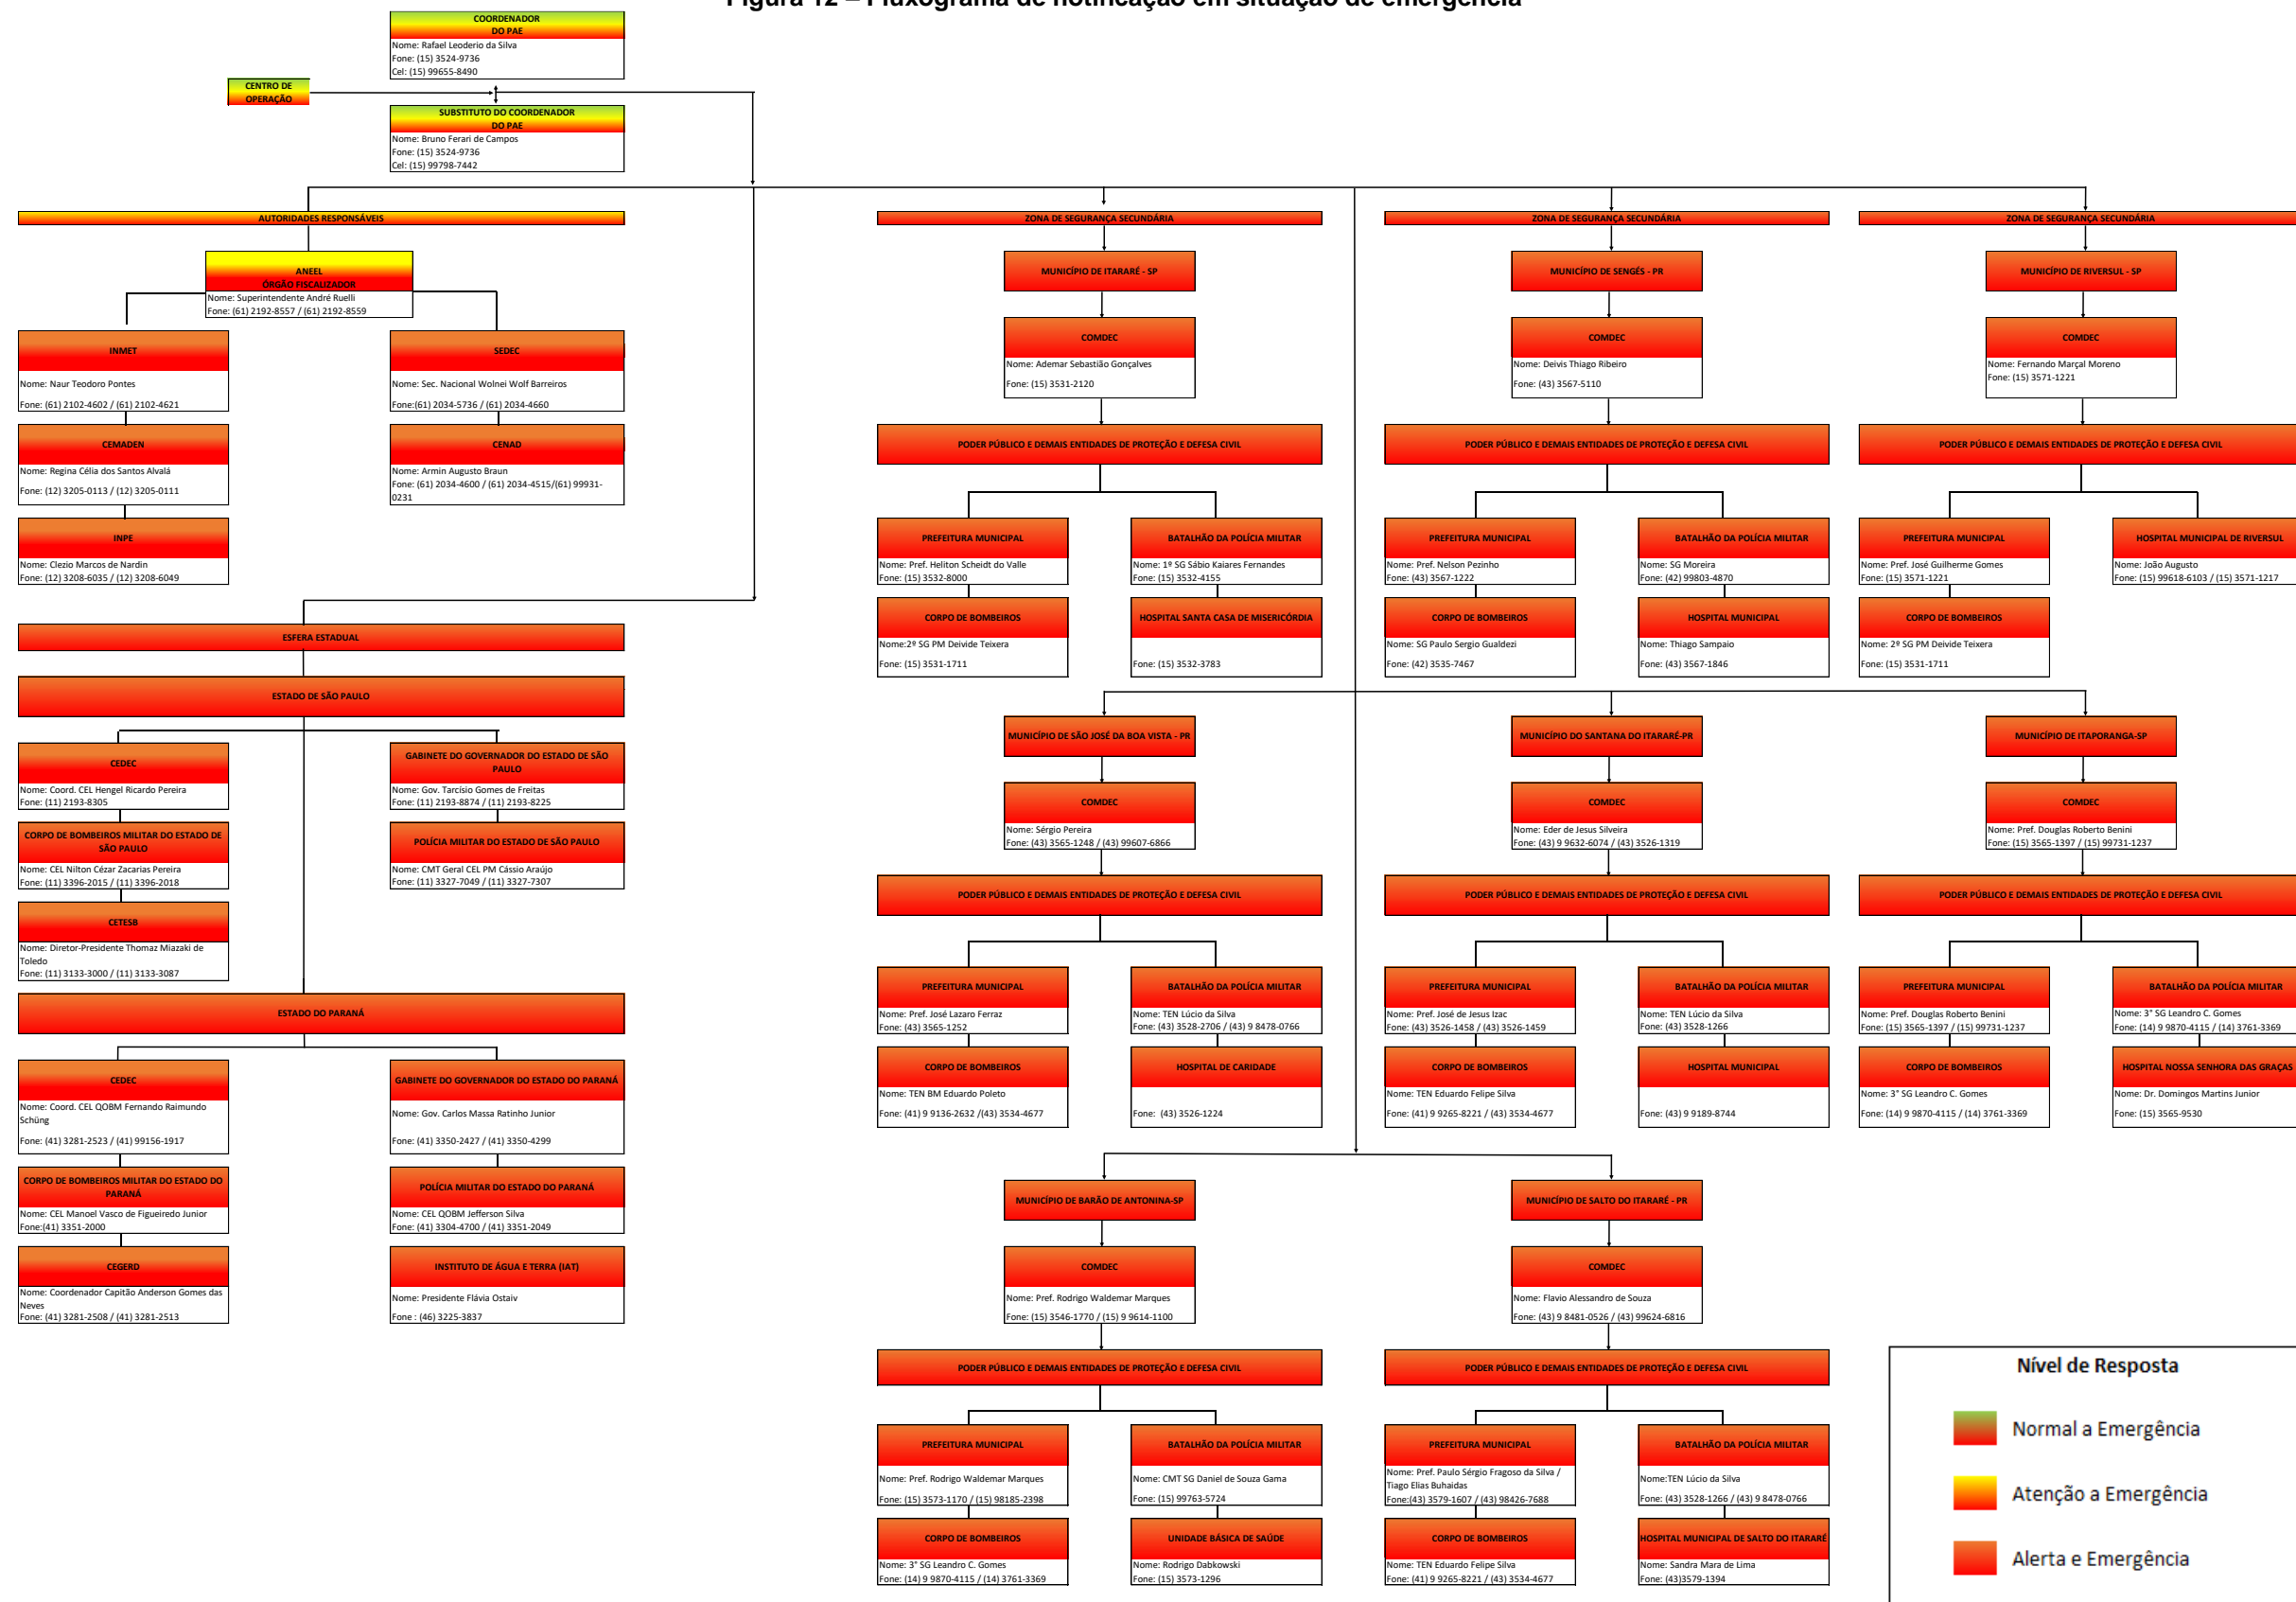 Figura 12 – Fluxograma de notificação em situação de emergência
COORDENADOR
DO PAE
Nome: Rafael Leoderio da Silva
Fone: (15) 3524-9736
Cel: (15) 99655-8490
CENTRO DE
OPERAÇÃO
SUBSTITUTO DO COORDENADOR
DO PAE
Nome: Bruno Ferari de Campos
Fone: (15) 3524-9736
Cel: (15) 99798-7442
AUTORIDADES RESPONSÁVEIS
ANEEL
ÓRGÃO FISCALIZADOR
Nome: Superintendente André Ruelli
Fone: (61) 2192-8557 / (61) 2192-8559
INMET
Nome: Naur Teodoro Pontes
Fone: (61) 2102-4602 / (61) 2102-4621
SEDEC
Nome: Sec. Nacional Wolnei Wolf Barreiros
Fone:(61) 2034-5736 / (61) 2034-4660
CEMADEN
Nome: Regina Célia dos Santos Alvalá
Fone: (12) 3205-0113 / (12) 3205-0111
CENAD
Nome: Armin Augusto Braun
Fone: (61) 2034-4600 / (61) 2034-4515/(61) 99931-
0231
INPE
Nome: Clezio Marcos de Nardin
Fone: (12) 3208-6035 / (12) 3208-6049
ESFERA ESTADUAL
ESTADO DE SÃO PAULO
CEDEC
Nome: Coord. CEL Hengel Ricardo Pereira
Fone: (11) 2193-8305
GABINETE DO GOVERNADOR DO ESTADO DE SÃO
PAULO
Nome: Gov. Tarcísio Gomes de Freitas
Fone: (11) 2193-8874 / (11) 2193-8225
CORPO DE BOMBEIROS MILITAR DO ESTADO DE
SÃO PAULO
Nome: CEL Nilton Cézar Zacarias Pereira
Fone: (11) 3396-2015 / (11) 3396-2018
POLÍCIA MILITAR DO ESTADO DE SÃO PAULO
Nome: CMT Geral CEL PM Cássio Araújo
Fone: (11) 3327-7049 / (11) 3327-7307
CETESB
Nome: Diretor-Presidente Thomaz Miazaki de
Toledo
Fone: (11) 3133-3000 / (11) 3133-3087
ESTADO DO PARANÁ
CEDEC
Nome: Coord. CEL QOBM Fernando Raimundo
Schüng
Fone: (41) 3281-2523 / (41) 99156-1917
GABINETE DO GOVERNADOR DO ESTADO DO PARANÁ
Nome: Gov. Carlos Massa Ratinho Junior
Fone: (41) 3350-2427 / (41) 3350-4299
CORPO DE BOMBEIROS MILITAR DO ESTADO DO
PARANÁ
Nome: CEL Manoel Vasco de Figueiredo Junior
Fone:(41) 3351-2000
POLÍCIA MILITAR DO ESTADO DO PARANÁ
Nome: CEL QOBM Jefferson Silva
Fone: (41) 3304-4700 / (41) 3351-2049
CEGERD
Nome: Coordenador Capitão Anderson Gomes das
Neves
Fone: (41) 3281-2508 / (41) 3281-2513
INSTITUTO DE ÁGUA E TERRA (IAT)
Nome: Presidente Flávia Ostaiv
Fone : (46) 3225-3837
ZONA DE SEGURANÇA SECUNDÁRIA
MUNICÍPIO DE ITARARÉ - SP
COMDEC
Nome: Ademar Sebastião Gonçalves
Fone: (15) 3531-2120
PODER PÚBLICO E DEMAIS ENTIDADES DE PROTEÇÃO E DEFESA CIVIL
PREFEITURA MUNICIPAL
Nome: Pref. Heliton Scheidt do Valle
Fone: (15) 3532-8000
BATALHÃO DA POLÍCIA MILITAR
Nome: 1º SG Sábio Kaiares Fernandes
Fone: (15) 3532-4155
CORPO DE BOMBEIROS
Nome:2º SG PM Deivide Teixera
Fone: (15) 3531-1711
HOSPITAL SANTA CASA DE MISERICÓRDIA
Fone: (15) 3532-3783
ZONA DE SEGURANÇA SECUNDÁRIA
MUNICÍPIO DE SENGÉS - PR
COMDEC
Nome: Deivis Thiago Ribeiro
Fone: (43) 3567-5110
PODER PÚBLICO E DEMAIS ENTIDADES DE PROTEÇÃO E DEFESA CIVIL
PREFEITURA MUNICIPAL
Nome: Pref. Nelson Pezinho
Fone: (43) 3567-1222
BATALHÃO DA POLÍCIA MILITAR
Nome: SG Moreira
Fone: (42) 99803-4870
CORPO DE BOMBEIROS
Nome: SG Paulo Sergio Gualdezi
Fone: (42) 3535-7467
HOSPITAL MUNICIPAL
Nome: Thiago Sampaio
Fone: (43) 3567-1846
ZONA DE SEGURANÇA SECUNDÁRIA
MUNICÍPIO DE RIVERSUL - SP
COMDEC
Nome: Fernando Marçal Moreno
Fone: (15) 3571-1221
PODER PÚBLICO E DEMAIS ENTIDADES DE PROTEÇÃO E DEFESA CIVIL
PREFEITURA MUNICIPAL
Nome: Pref. José Guilherme Gomes
Fone: (15) 3571-1221
HOSPITAL MUNICIPAL DE RIVERSUL
Nome: João Augusto
Fone: (15) 99618-6103 / (15) 3571-1217
CORPO DE BOMBEIROS
Nome: 2º SG PM Deivide Teixera
Fone: (15) 3531-1711
MUNICÍPIO DE SÃO JOSÉ DA BOA VISTA - PR
COMDEC
Nome: Sérgio Pereira
Fone: (43) 3565-1248 / (43) 99607-6866
PODER PÚBLICO E DEMAIS ENTIDADES DE PROTEÇÃO E DEFESA CIVIL
PREFEITURA MUNICIPAL
Nome: Pref. José Lazaro Ferraz
Fone: (43) 3565-1252
BATALHÃO DA POLÍCIA MILITAR
Nome: TEN Lúcio da Silva
Fone: (43) 3528-2706 / (43) 9 8478-0766
CORPO DE BOMBEIROS
Nome: TEN BM Eduardo Poleto
Fone: (41) 9 9136-2632 /(43) 3534-4677
HOSPITAL DE CARIDADE
Fone: (43) 3526-1224
MUNICÍPIO DO SANTANA DO ITARARÉ-PR
COMDEC
Nome: Eder de Jesus Silveira
Fone: (43) 9 9632-6074 / (43) 3526-1319
PODER PÚBLICO E DEMAIS ENTIDADES DE PROTEÇÃO E DEFESA CIVIL
PREFEITURA MUNICIPAL
Nome: Pref. José de Jesus Izac
Fone: (43) 3526-1458 / (43) 3526-1459
BATALHÃO DA POLÍCIA MILITAR
Nome: TEN Lúcio da Silva
Fone: (43) 3528-1266
CORPO DE BOMBEIROS
Nome: TEN Eduardo Felipe Silva
Fone: (41) 9 9265-8221 / (43) 3534-4677
HOSPITAL MUNICIPAL
Fone: (43) 9 9189-8744
MUNICÍPIO DE ITAPORANGA-SP
COMDEC
Nome: Pref. Douglas Roberto Benini
Fone: (15) 3565-1397 / (15) 99731-1237
PODER PÚBLICO E DEMAIS ENTIDADES DE PROTEÇÃO E DEFESA CIVIL
PREFEITURA MUNICIPAL
Nome: Pref. Douglas Roberto Benini
Fone: (15) 3565-1397 / (15) 99731-1237
BATALHÃO DA POLÍCIA MILITAR
Nome: 3° SG Leandro C. Gomes
Fone: (14) 9 9870-4115 / (14) 3761-3369
CORPO DE BOMBEIROS
Nome: 3° SG Leandro C. Gomes
Fone: (14) 9 9870-4115 / (14) 3761-3369
HOSPITAL NOSSA SENHORA DAS GRAÇAS
Nome: Dr. Domingos Martins Junior
Fone: (15) 3565-9530
MUNICÍPIO DE BARÃO DE ANTONINA-SP
COMDEC
Nome: Pref. Rodrigo Waldemar Marques
Fone: (15) 3546-1770 / (15) 9 9614-1100
PODER PÚBLICO E DEMAIS ENTIDADES DE PROTEÇÃO E DEFESA CIVIL
PREFEITURA MUNICIPAL
Nome: Pref. Rodrigo Waldemar Marques
Fone: (15) 3573-1170 / (15) 98185-2398
BATALHÃO DA POLÍCIA MILITAR
Nome: CMT SG Daniel de Souza Gama
Fone: (15) 99763-5724
CORPO DE BOMBEIROS
Nome: 3° SG Leandro C. Gomes
Fone: (14) 9 9870-4115 / (14) 3761-3369
UNIDADE BÁSICA DE SAÚDE
Nome: Rodrigo Dabkowski
Fone: (15) 3573-1296
MUNICÍPIO DE SALTO DO ITARARÉ - PR
COMDEC
Nome: Flavio Alessandro de Souza
Fone: (43) 9 8481-0526 / (43) 99624-6816
PODER PÚBLICO E DEMAIS ENTIDADES DE PROTEÇÃO E DEFESA CIVIL
PREFEITURA MUNICIPAL
Nome: Pref. Paulo Sérgio Fragoso da Silva /
Tiago Elias Buhaidas
Fone:(43) 3579-1607 / (43) 98426-7688
BATALHÃO DA POLÍCIA MILITAR
Nome:TEN Lúcio da Silva
Fone: (43) 3528-1266 / (43) 9 8478-0766
CORPO DE BOMBEIROS
Nome: TEN Eduardo Felipe Silva
Fone: (41) 9 9265-8221 / (43) 3534-4677
HOSPITAL MUNICIPAL DE SALTO DO ITARARÉ
Nome: Sandra Mara de Lima
Fone: (43)3579-1394
Nível de Resposta
Normal a Emergência
Atenção a Emergência
Alerta e Emergência